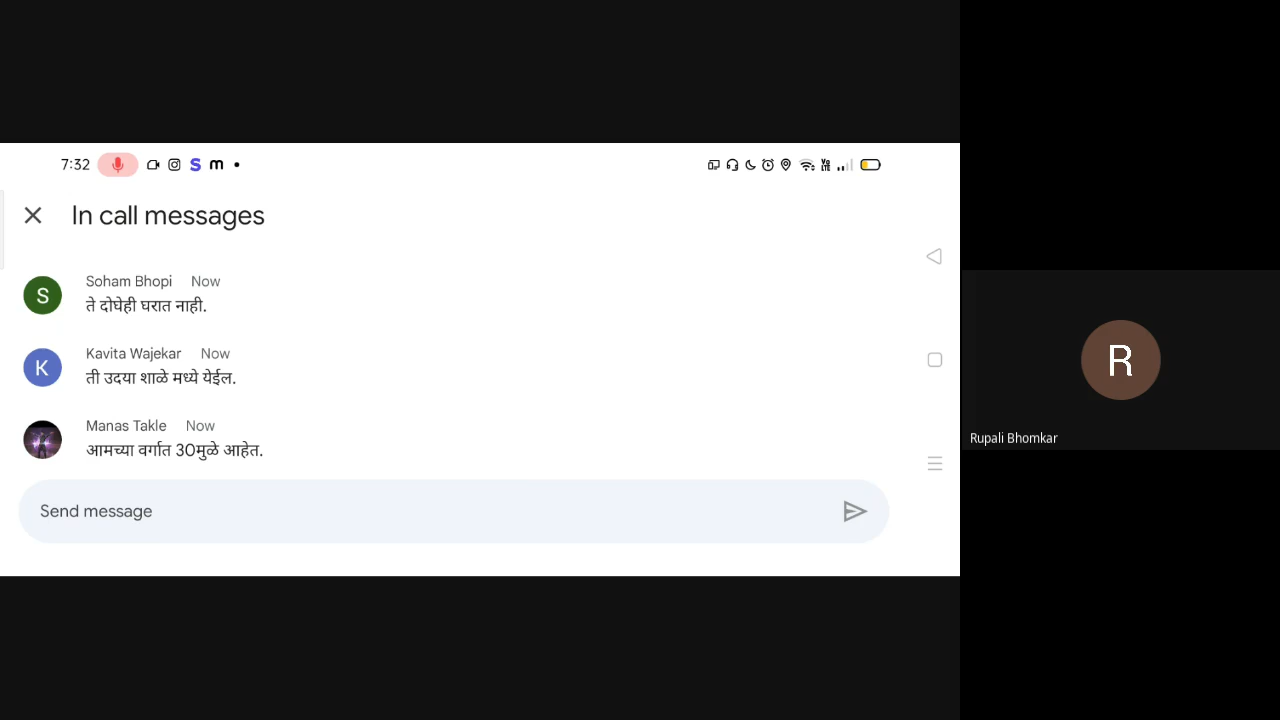 7:32
In call messages
S
Soham Bhopi Now
ते दोघेही घरात नाही.
K
Kavita Wajekar Now
ती उदया शाळे मध्ये येईल.
Manas Takle Now
आमच्या वर्गात 30मुळे आहेत.
Send message
R
Rupali Bhomkar